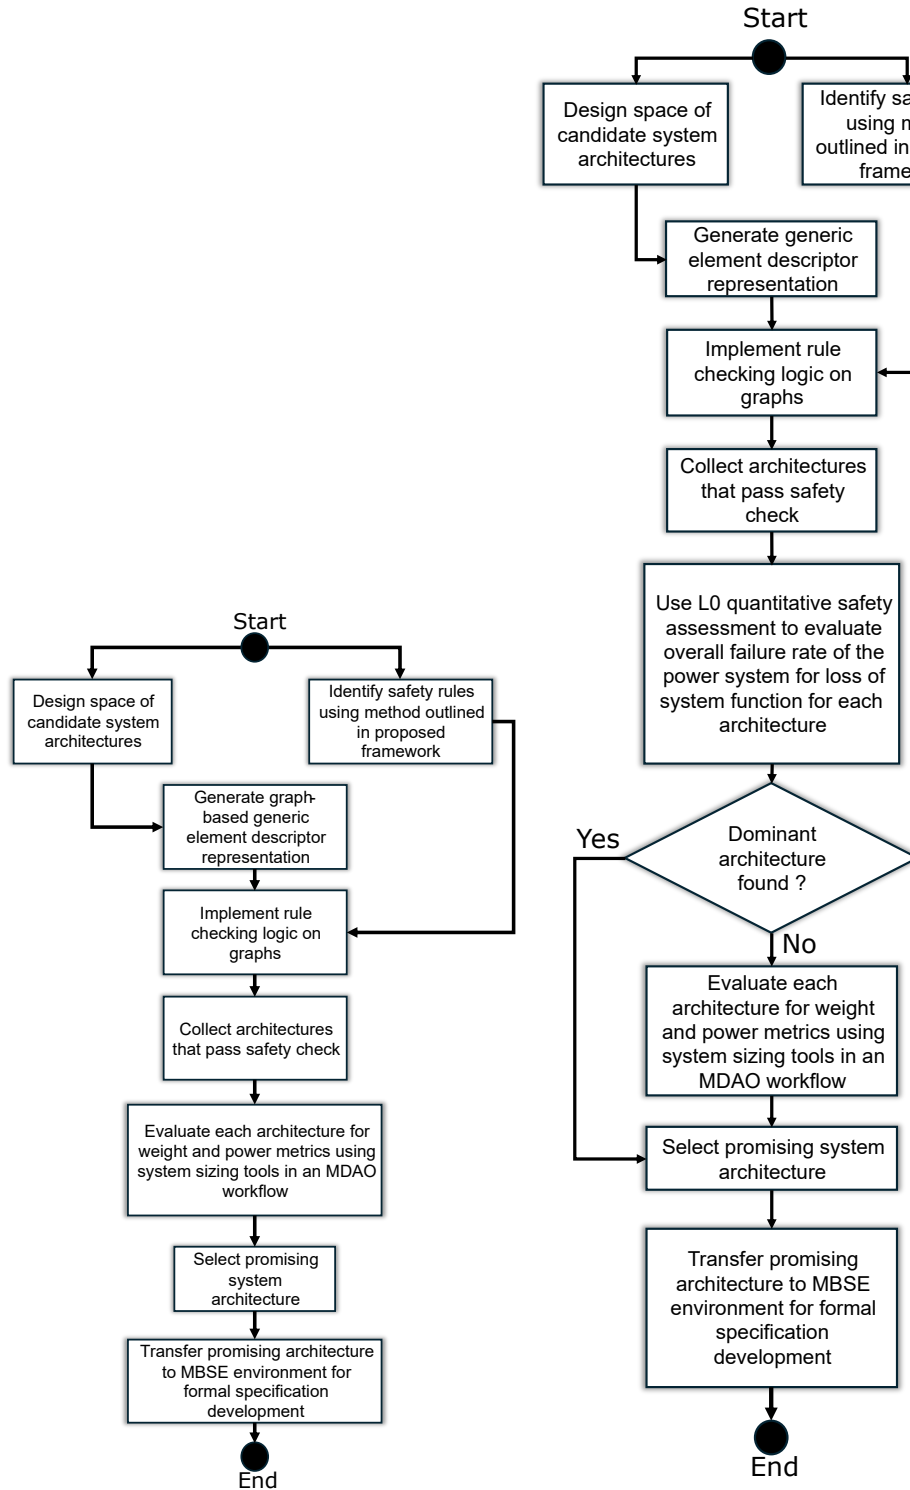 Start
Design space of
candidate system
architectures
Identify safety rules
using method outlined
in proposed
framework
Generate graph-
based generic
element descriptor
representation
Implement rule
checking logic on
graphs
Collect architectures
that pass safety check
Evaluate each architecture for
weight and power metrics using
system sizing tools in an MDAO
workflow
Select promising
system
architecture
Transfer promising architecture
to MBSE environment for
formal specification
development
End
Start
Design space of
candidate system
architectures
Identify
using
outlined in
Generate generic
element descriptor
representation
Implement rule
checking logic on
graphs
Collect architectures
that pass safety
check
Use L0 quantitative safety
assessment to evaluate
overall failure rate of the
power system for loss of
system function for each
architecture
Yes
Dominant
architecture
found ?
No
Evaluate each
architecture for weight
and power metrics using
system sizing tools in an
MDAO workflow
Select promising system
architecture
Transfer promising
architecture to MBSE
environment for formal
specification
development
End